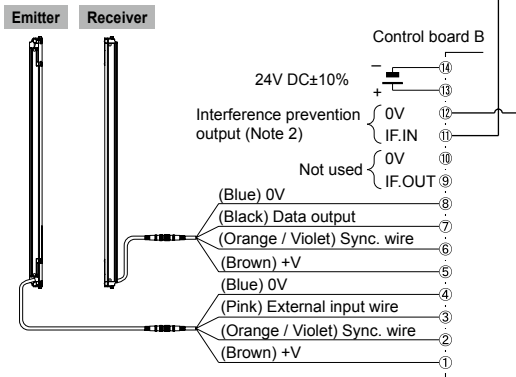 Emitter Receiver
Control board B
24V DC±10%
−
+
⑭
⑬
Interference prevention
output (Note 2)
0V ⑫
IF.IN ⑪
Not used
0V ⑩
IF.OUT ⑨
(Blue) 0V ⑧
(Black) Data output ⑦
(Orange / Violet) Sync. wire ⑥
(Brown) +V ⑤
(Blue) 0V ④
(Pink) External input wire ③
(Orange / Violet) Sync. wire ②
(Brown) +V ①